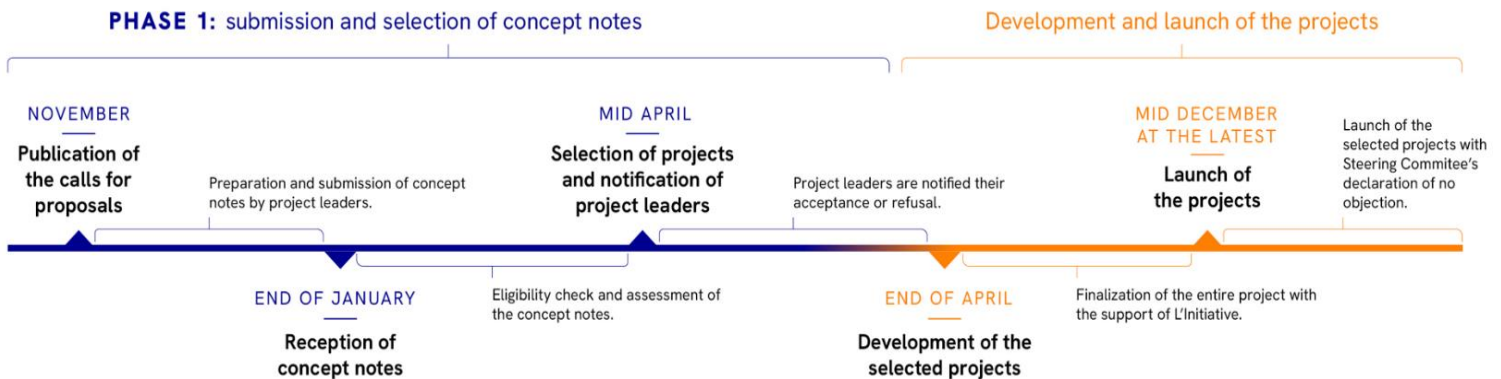 PHASE 1: submission and selection of concept notes
Development and launch of the projects
NOVEMBER
Publication of
the calls for
proposals
Preparation and submission of concept
notes by project leaders.
END OF JANUARY
Reception of
concept notes
Eligibility check and assessment of
the concept notes.
MID APRIL
Selection of projects
and notification of
project leaders
Project leaders are notified their
acceptance or refusal.
END OF APRIL
Development of the
selected projects
Finalization of the entire project with
the support of L'Initiative.
MID DECEMBER
AT THE LATEST
Launch of
the projects
Launch of the
selected projects with
Steering Commitee's
declaration of no
objection.